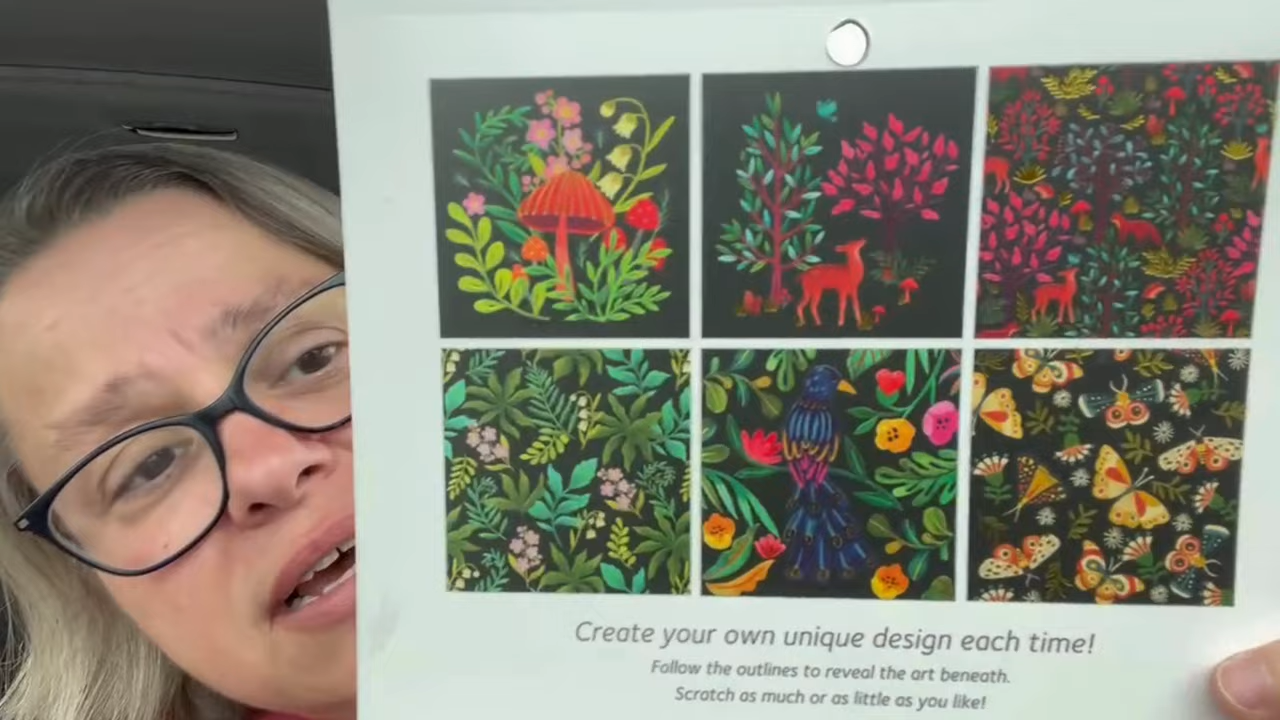 Create your own unique design each time!
Follow the outlines to reveal the art beneath.
Scratch as much or as little as you like!